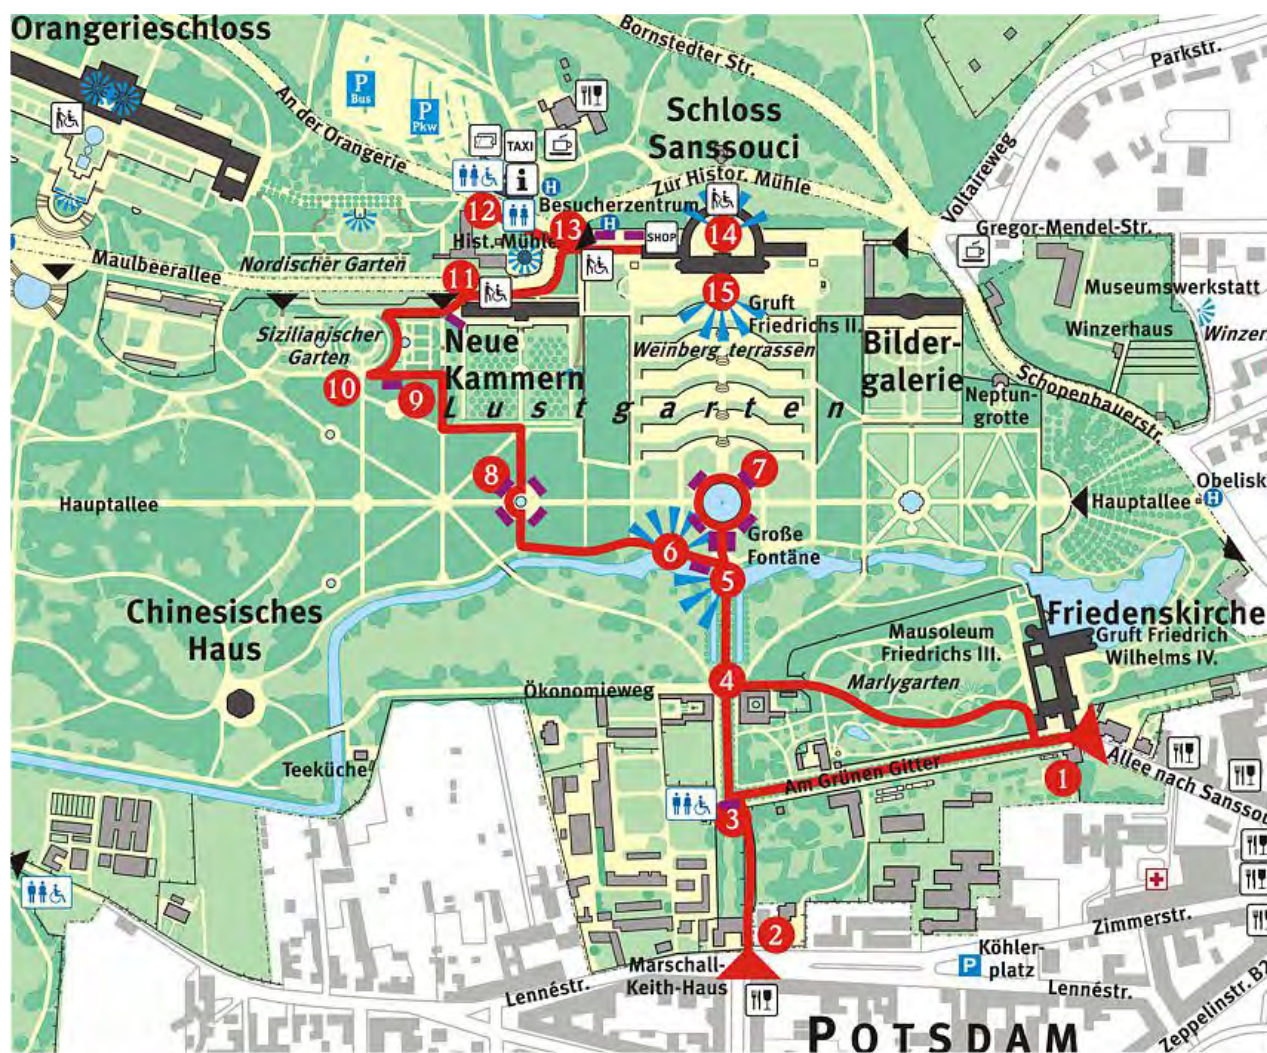 Orangerieschloss
Bornstedter Str.
Parkstr.
P
Bus
P
Pkw
An der Orangerie
Schloss
Sanssouci
TAXI
i
H
Zur Histor. Mühle
Voltaireweg
Besucherzentrum
12
13
H
SHOP
14
Gregor-Mendel-Str.
Hist. Mühle
Maulbeerallee
Nordischer Garten
11
15
Museumswerkstatt
Gruft
Friedrichs II.
Winzerhaus
Sizilianischer
Garten
Neue
Kammern
Weinberg terrassen
Bilder-
galerie
Schopenhauerstr.
10
9
Lustgarten
Neptun-
grotte
8
7
Obelisk
H
Hauptallee
Hauptallee
Große
Fontäne
6
5
Chinesisches
Haus
Friedenskirche
Mausoleum
Friedrichs III.
Gruft Friedrich
Wilhelms IV.
4
Marlygarten
Ökonomieweg
Teeküche
Am Grünen Gitter
1
Allee nach Sanssou
3
2
Zimmerstr.
Köhler-
platz
P
Marschall-
Keith-Haus
Lennéstr.
Lennéstr.
Zeppelinstr. B2
POTSDAM